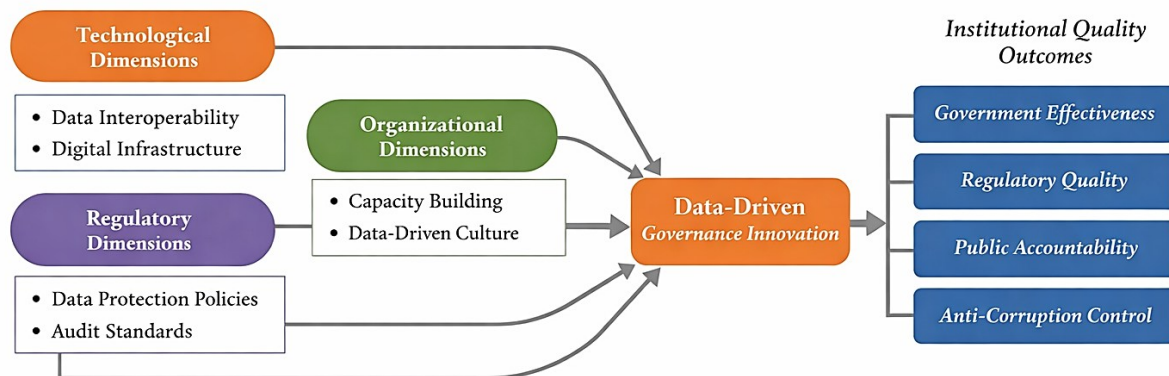 Technological
Dimensions
• Data Interoperability
• Digital Infrastructure
Organizational
Dimensions
• Capacity Building
• Data-Driven Culture
Regulatory
Dimensions
• Data Protection Policies
• Audit Standards
Data-Driven
Governance Innovation
Institutional Quality
Outcomes
Government Effectiveness
Regulatory Quality
Public Accountability
Anti-Corruption Control